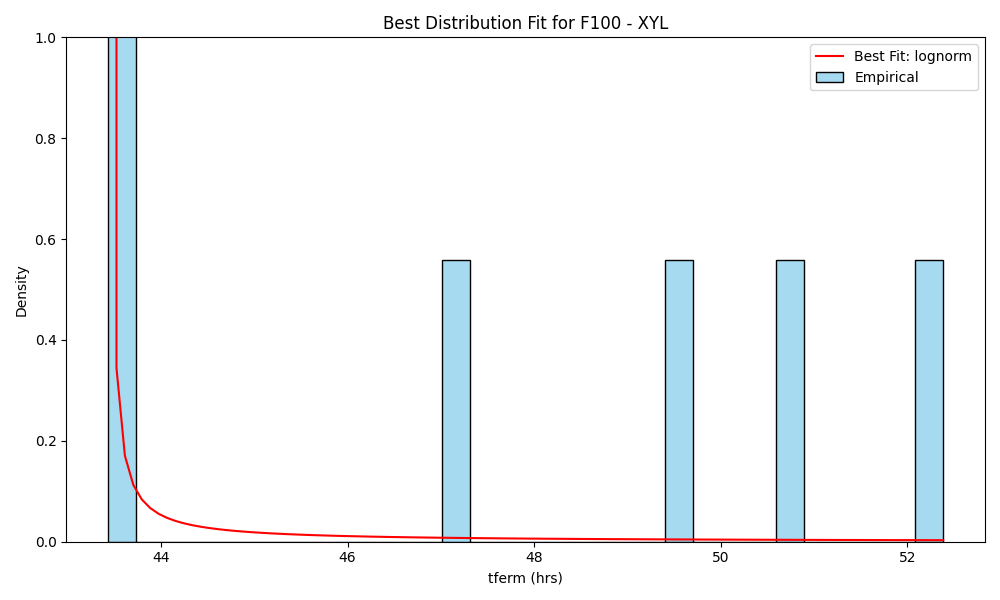 Best Distribution Fit for F100 - XYL
Best Fit: lognorm
Empirical
1.0
0.8
0.6
0.4
0.2
0.0
Density
44 46 48 50 52
tferm (hrs)